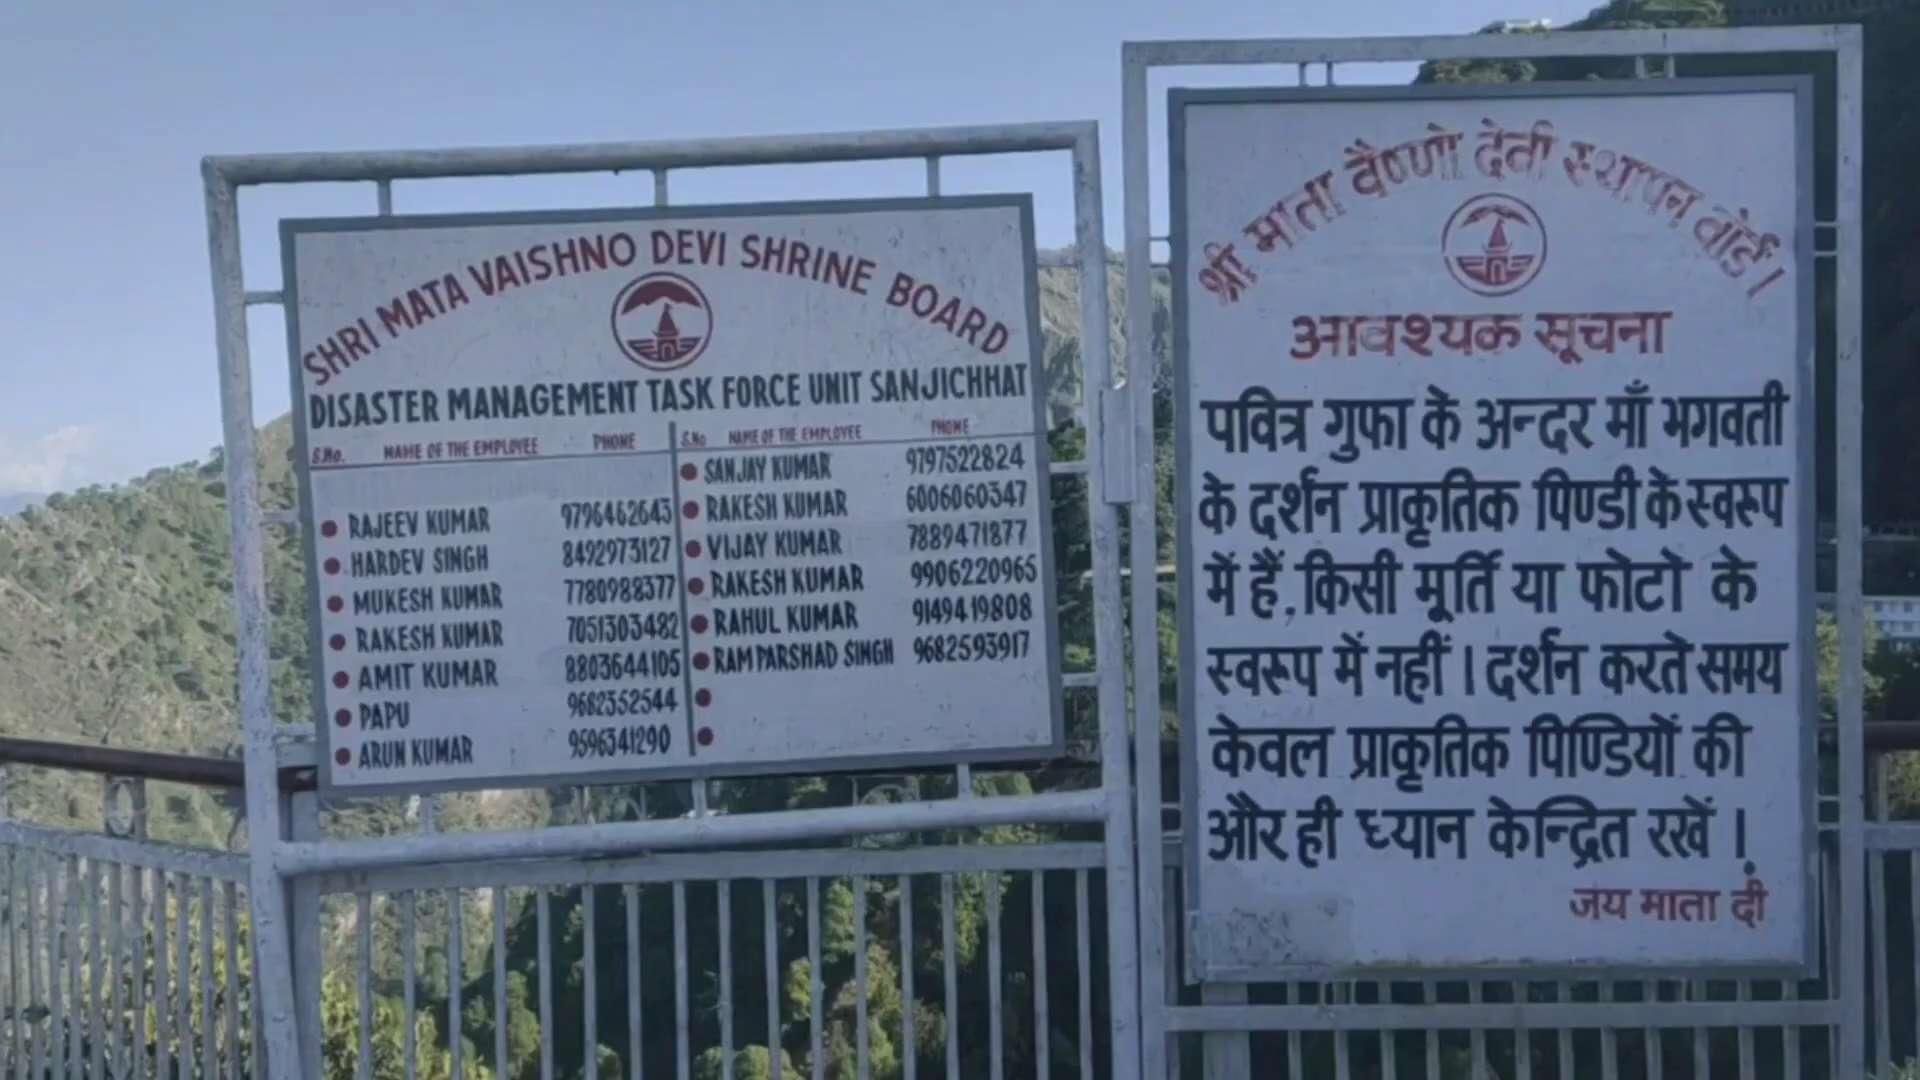 SHRI MATA VAISHNO DEVI SHRINE BOARD
DISASTER MANAGEMENT TASK FORCE UNIT SANJICHHAT
S.No. NAME OF THE EMPLOYEE PHONE
RAJEEV KUMAR 9796462643
HARDEV SINGH 8492973127
MUKESH KUMAR 7780988377
RAKESH KUMAR 7051303482
AMIT KUMAR 8803644105
PAPU 9682352544
ARUN KUMAR 9596341290
S.No NAME OF THE EMPLOYEE PHONE
SANJAY KUMAR 9797522824
RAKESH KUMAR 6006060347
VIJAY KUMAR 7889471877
RAKESH KUMAR 9906220965
RAHUL KUMAR 9149419808
RAM PARSHAD SINGH 9682593917
श्री माता वैष्णो देवी स्थापन बोर्ड।
आवश्यक सूचना
पवित्र गुफा के अन्दर माँ भगवती
के दर्शन प्राकृतिक पिण्डी के स्वरूप
में हैं, किसी मूर्ति या फोटो के
स्वरूप में नहीं। दर्शन करते समय
केवल प्राकृतिक पिण्डियों की
और ही ध्यान केन्द्रित रखें।
जय माता दी